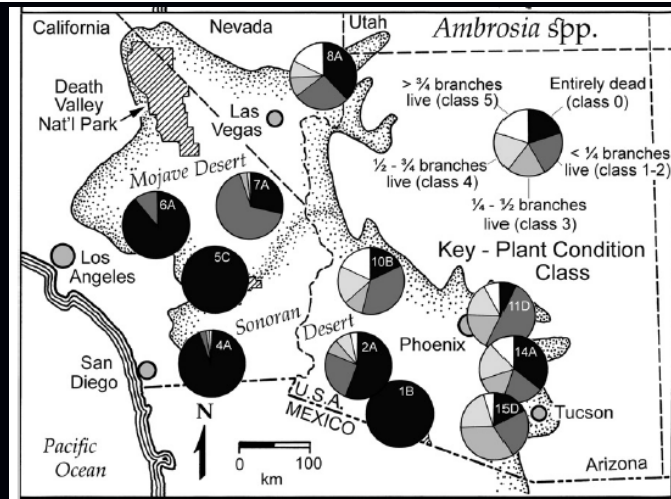 California
Nevada
Utah
Ambrosia spp.
8A
Death
Valley
Nat'l Park
Las
Vegas
> ¾ branches
live (class 5)
Entirely dead
(class 0)
½ - ¾ branches
live (class 4)
< ¼ branches
live (class 1-2)
¼ - ½ branches
live (class 3)
Key - Plant Condition
Class
Mojave Desert
7A
6A
Los
Angeles
5C
10B
11D
Sonoran
Desert
Phoenix
4A
2A
14A
San
Diego
N
U.S.A.
MEXICO
1B
15D
Tucson
Pacific
Ocean
0 100
km
Arizona